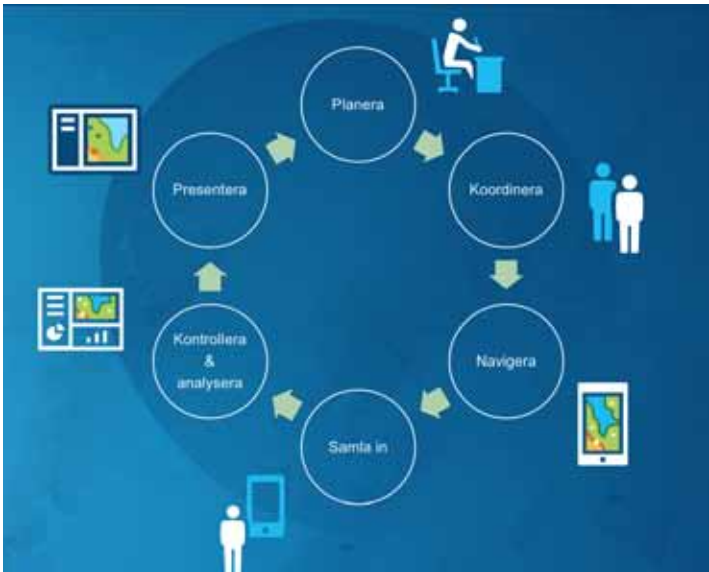 Planera
Koordinera
Navigera
Samla in
Kontrollera
&
analysera
Presentera